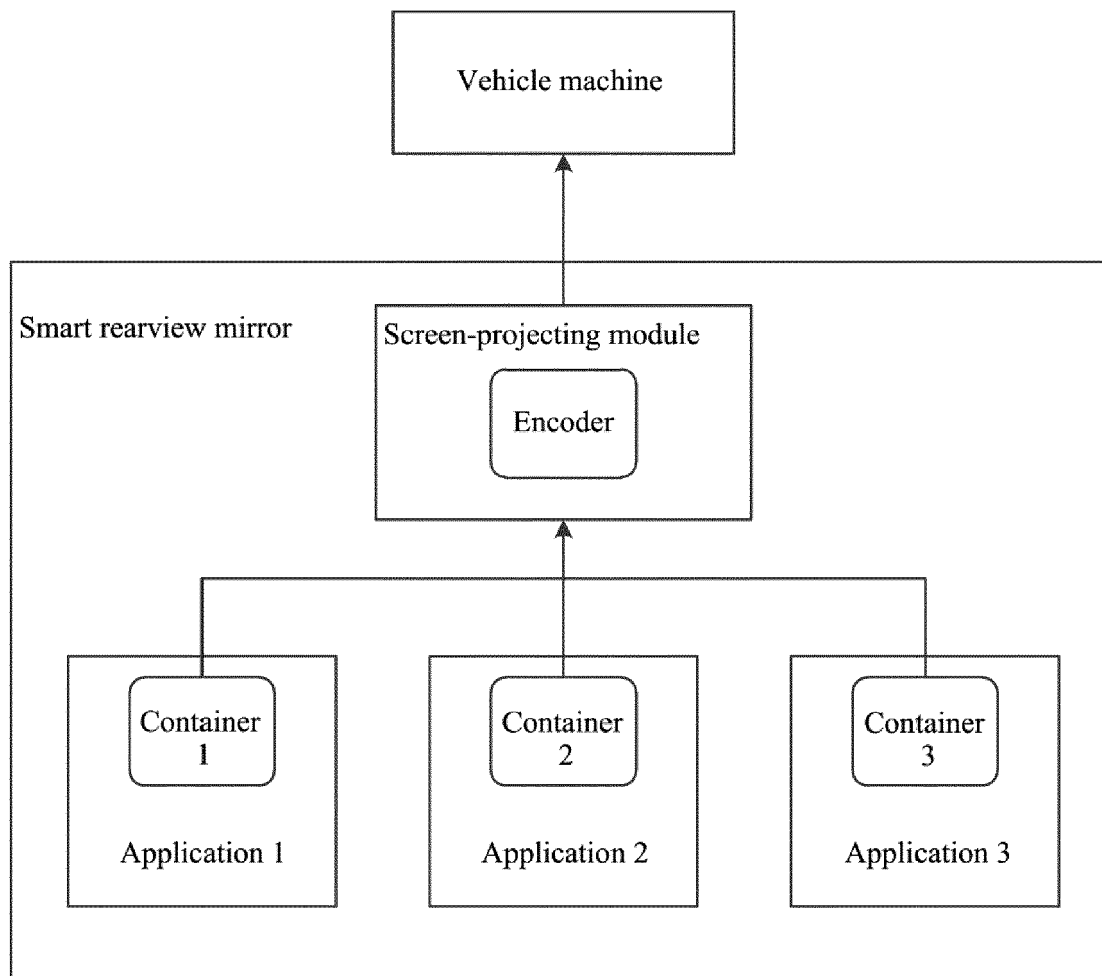 Vehicle machine
Smart rearview mirror
Screen-projecting module
Encoder
Container
1
Container
2
Container
3
Application 1
Application 2
Application 3